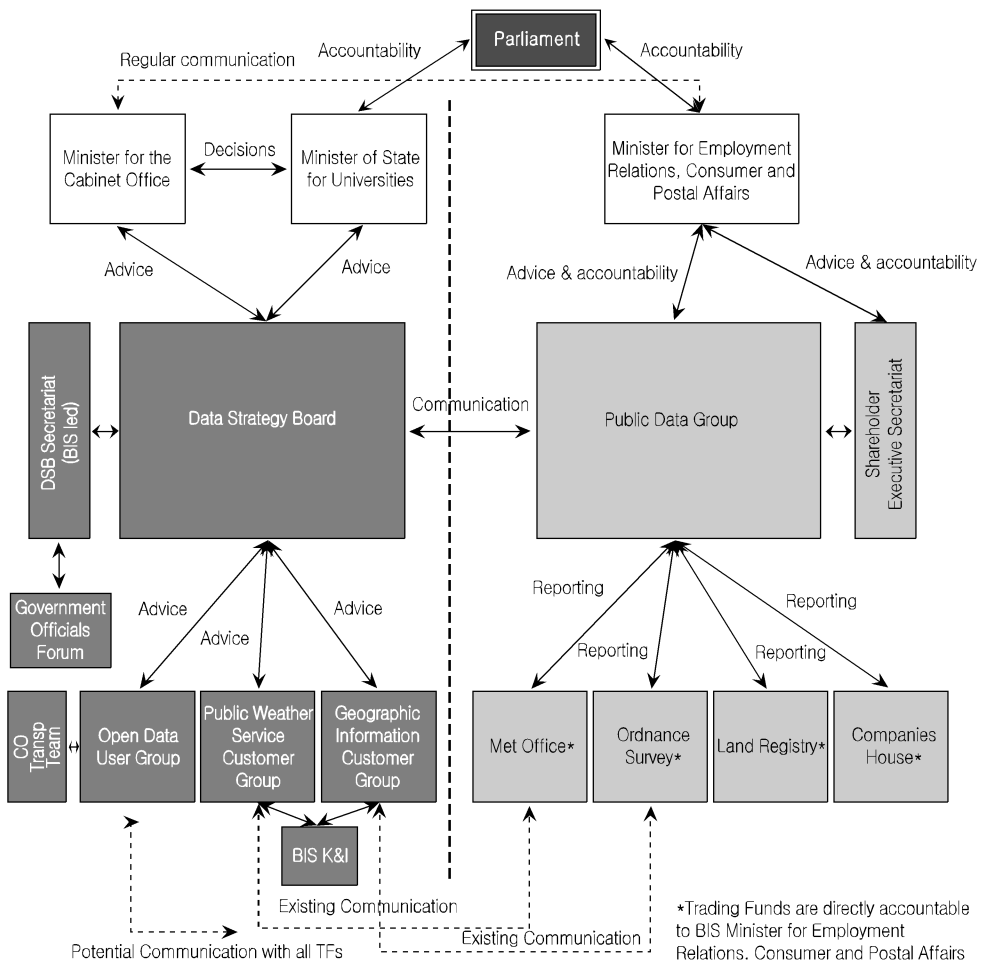 Parliament
Accountability
Accountability
Regular communication
Minister for the
Cabinet Office
Decisions
Minister of State
for Universities
Minister for Employment
Relations, Consumer and
Postal Affairs
Advice
Advice
Advice & accountability
Advice & accountability
DSB Secretariat
(BIS led)
Data Strategy Board
Communication
Public Data Group
Shareholder
Executive Secretariat
Government
Officials
Forum
Advice
Advice
Advice
Reporting
Reporting
Reporting
Reporting
CO
Transp
Team
Open Data
User Group
Public Weather
Service
Customer
Group
Geographic
Information
Customer
Group
Met Office*
Ordnance
Survey*
Land Registry*
Companies
House*
BIS K&I
Existing Communication
Existing Communication
Potential Communication with all TFs
*Trading Funds are directly accountable
to BIS Minister for Employment
Relations, Consumer and Postal Affairs